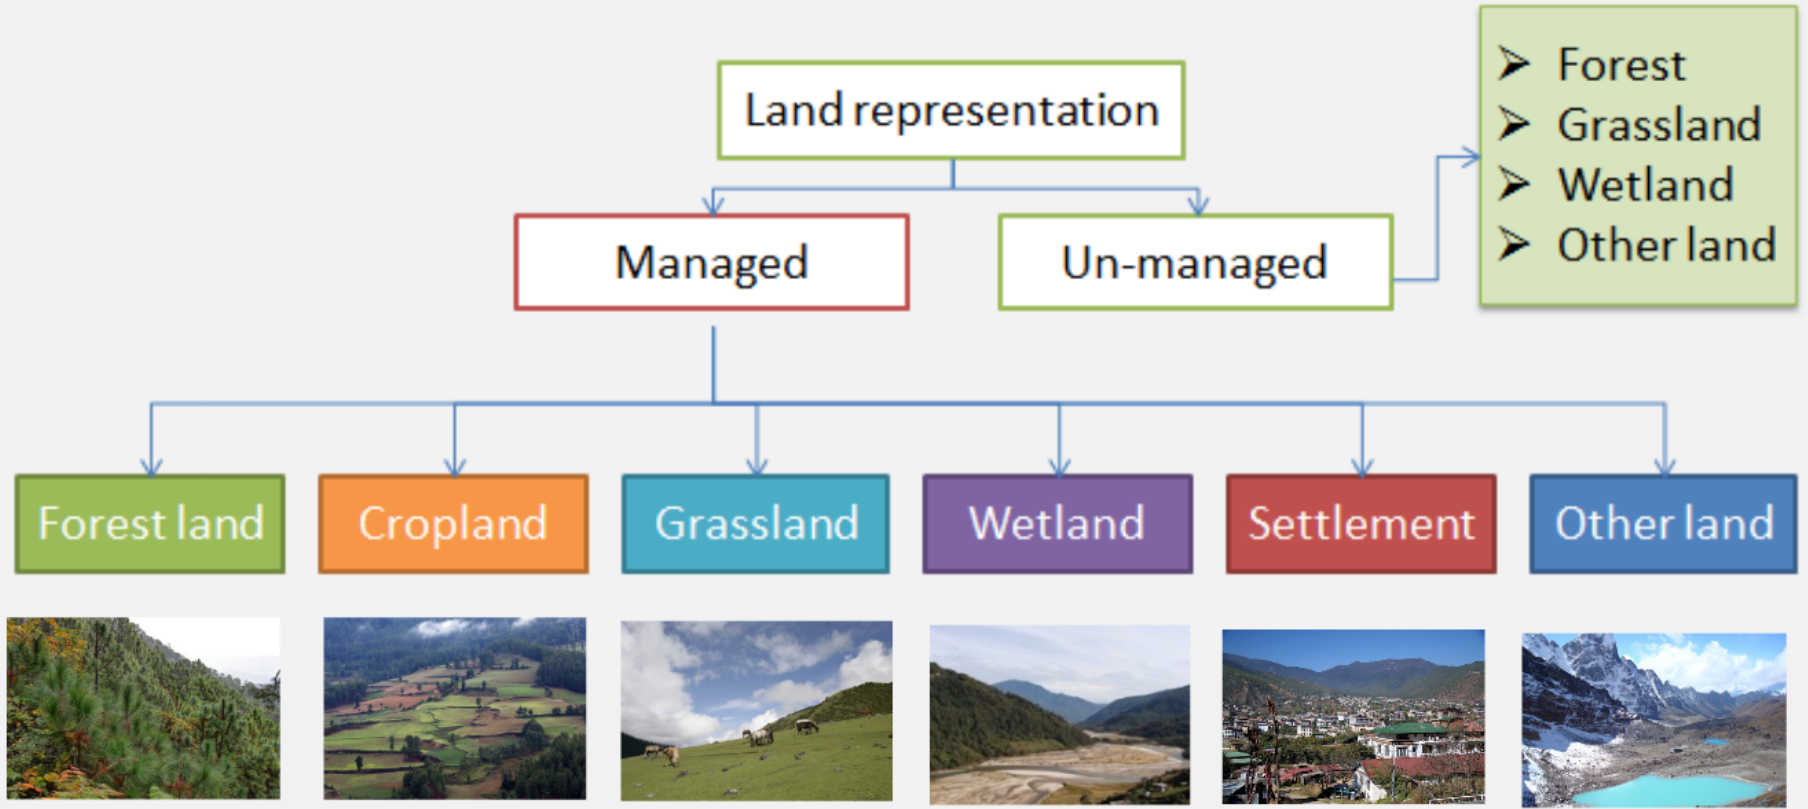 Land representation
Managed
Un-managed
Forest
Grassland
Wetland
Other land
Forest land
Cropland
Grassland
Wetland
Settlement
Other land